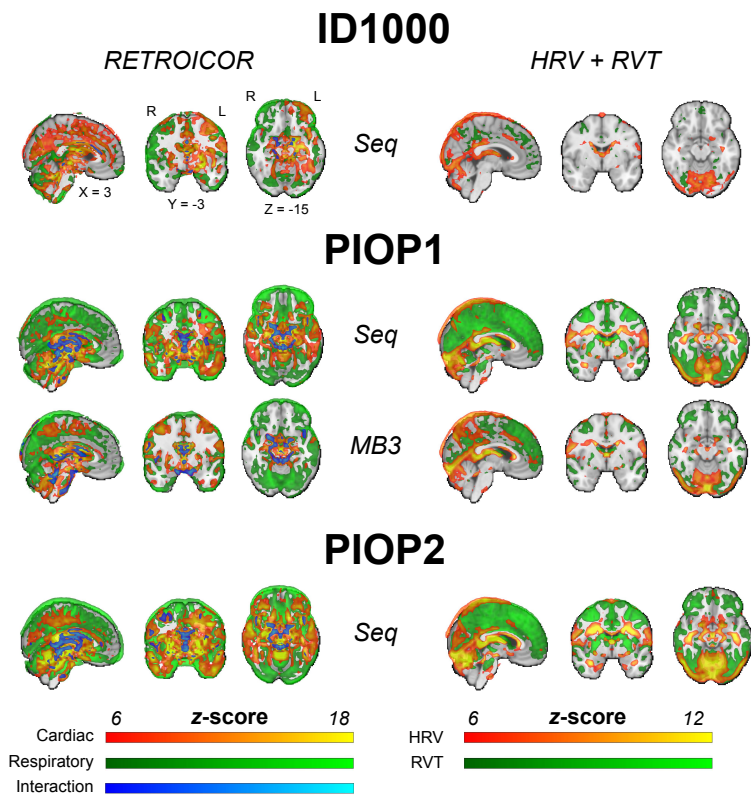 ID1000
RETROICOR HRV + RVT
R L R L
Seq
X = 3 Y = -3 Z = -15
PIOP1
Seq
MB3
PIOP2
Seq
6 z-score 18 6 z-score 12
Cardiac HRV
Respiratory RVT
Interaction